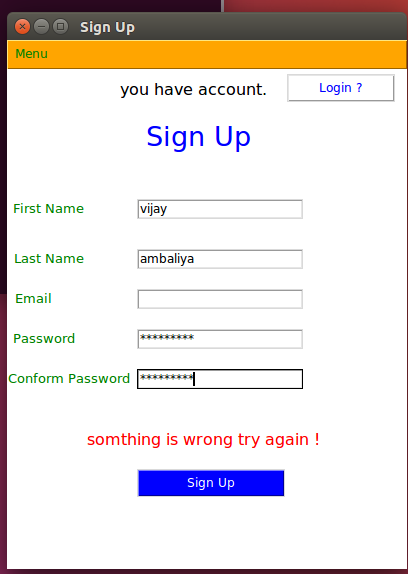 Sign Up
Menu
you have account.
Login ?
Sign Up
First Name
vijay
Last Name
ambaliya
Email
Password
*********
Conform Password
*********
somthing is wrong try again !
Sign Up